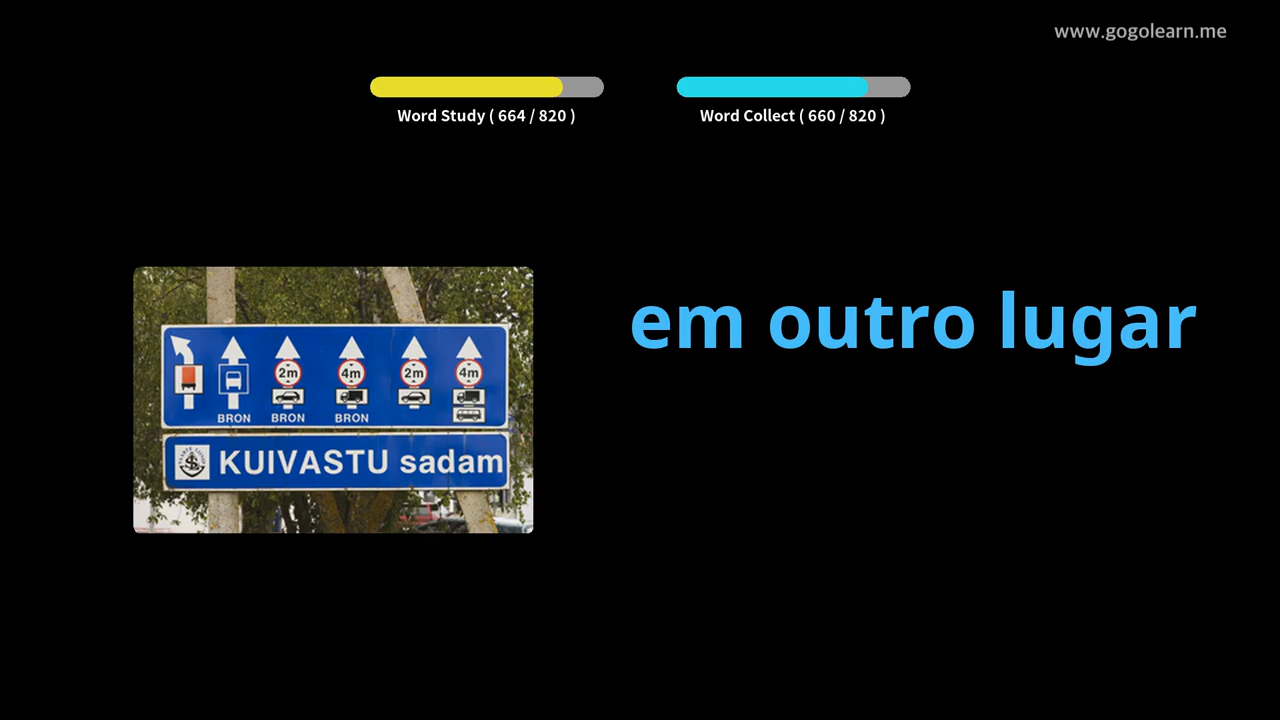 www.gogolearn.me
Word Study ( 664 / 820 )
Word Collect ( 660 / 820 )
em outro lugar
2m 4m 2m 4m
BRON BRON BRON
KUIVASTU sadam